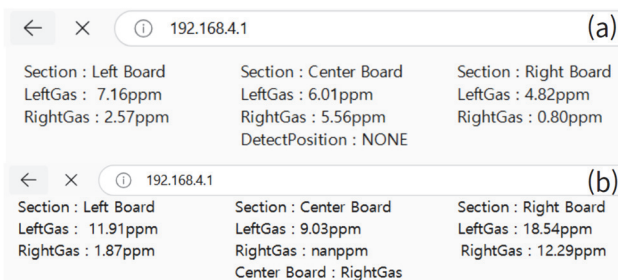 192.168.4.1
(a)
Section : Left Board
LeftGas : 7.16ppm
RightGas : 2.57ppm
Section : Center Board
LeftGas : 6.01ppm
RightGas : 5.56ppm
DetectPosition : NONE
Section : Right Board
LeftGas : 4.82ppm
RightGas : 0.80ppm
192.168.4.1
(b)
Section : Left Board
LeftGas : 11.91ppm
RightGas : 1.87ppm
Section : Center Board
LeftGas : 9.03ppm
RightGas : nanppm
Center Board : RightGas
Section : Right Board
LeftGas : 18.54ppm
RightGas : 12.29ppm